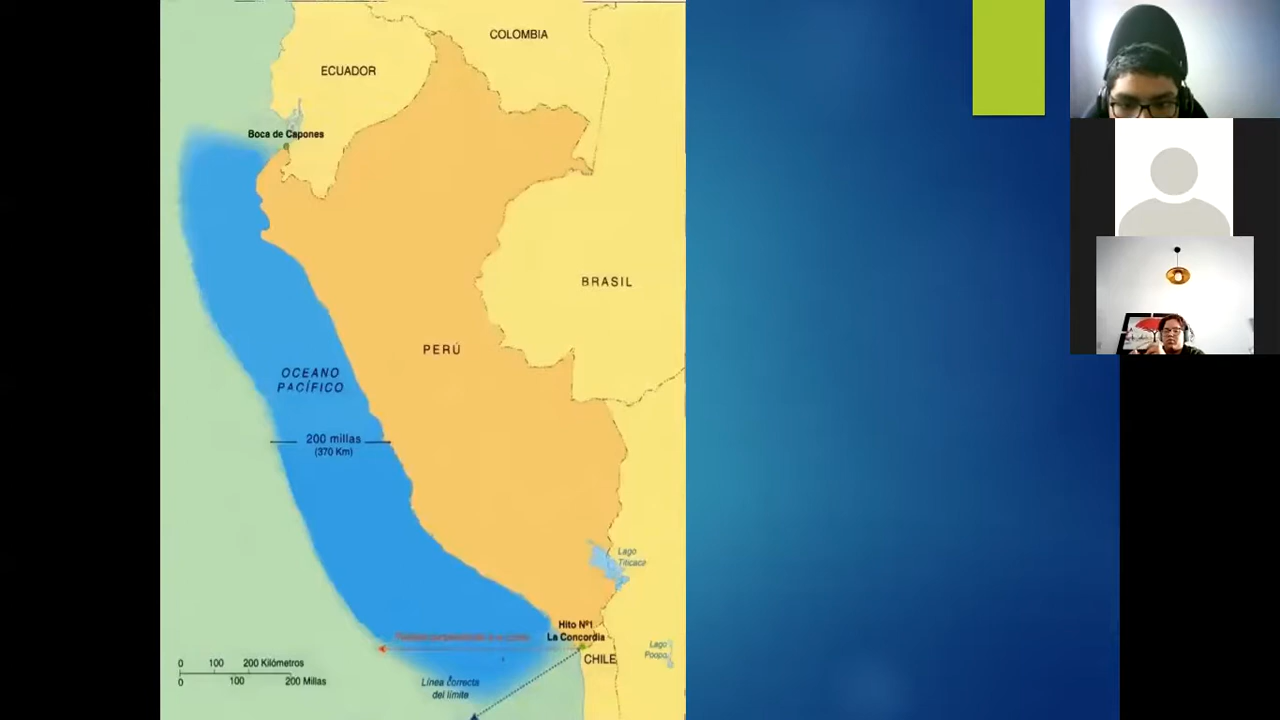 COLOMBIA
ECUADOR
Boca de Capones
BRASIL
PERÚ
OCEANO
PACÍFICO
200 millas
(370 Km)
Lago
Titicaca
Hito Nº1
La Concordia
Lago
Poopo
CHILE
0 100 200 Kilómetros
0 100 200 Millas
Línea correcta
del límite